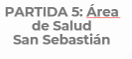 PARTIDA 5: Área
de Salud
San Sebastián